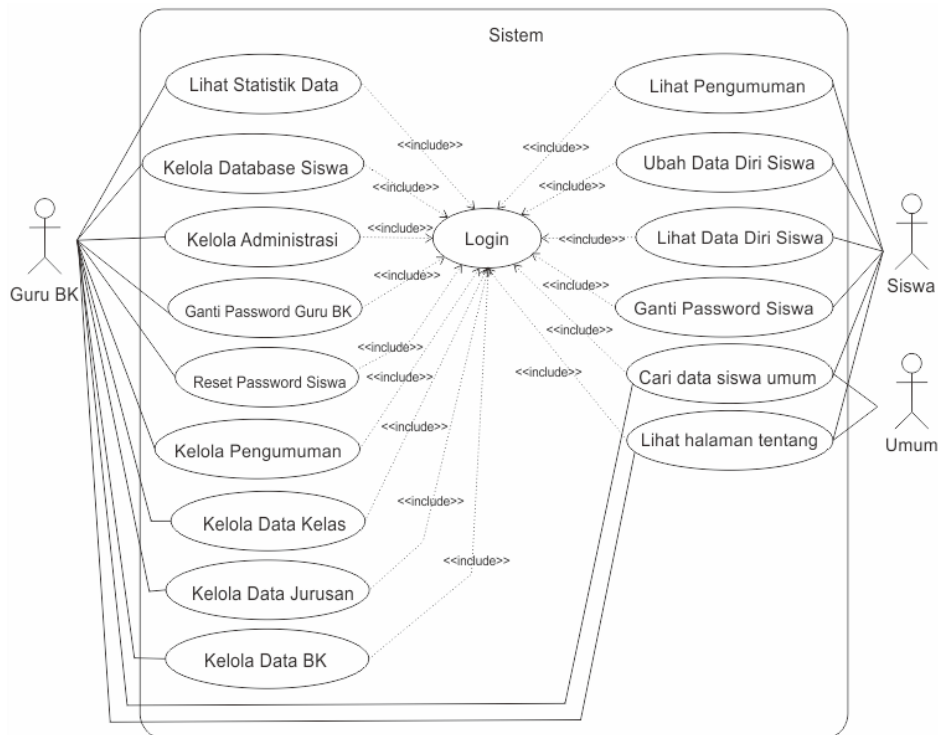 Sistem
Lihat Statistik Data
Kelola Database Siswa
Kelola Administrasi
Ganti Password Guru BK
Reset Password Siswa
Kelola Pengumuman
Kelola Data Kelas
Kelola Data Jurusan
Kelola Data BK
Guru BK
<<include>>
<<include>>
<<include>>
<<include>>
<<include>>
<<include>>
<<include>>
<<include>>
<<include>>
Login
<<include>>
<<include>>
<<include>>
<<include>>
<<include>>
<<include>>
Lihat Pengumuman
Ubah Data Diri Siswa
Lihat Data Diri Siswa
Ganti Password Siswa
Cari data siswa umum
Lihat halaman tentang
Siswa
Umum